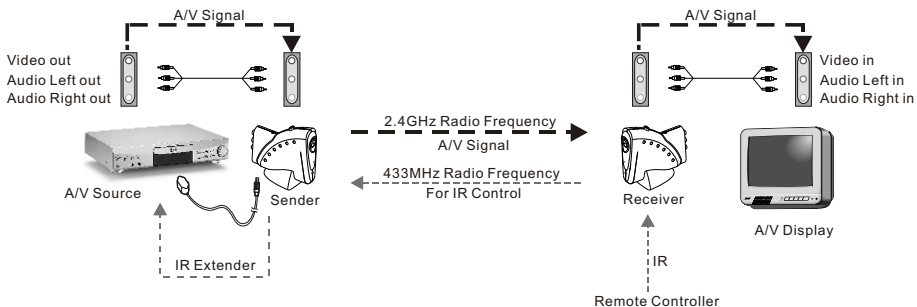 A/V Signal
A/V Signal
Video out
Audio Left out
Audio Right out
Video in
Audio Left in
Audio Right in
2.4GHz Radio Frequency
A/V Signal
433MHz Radio Frequency
For IR Control
A/V Source
Sender
Receiver
A/V Display
IR Extender
IR
Remote Controller